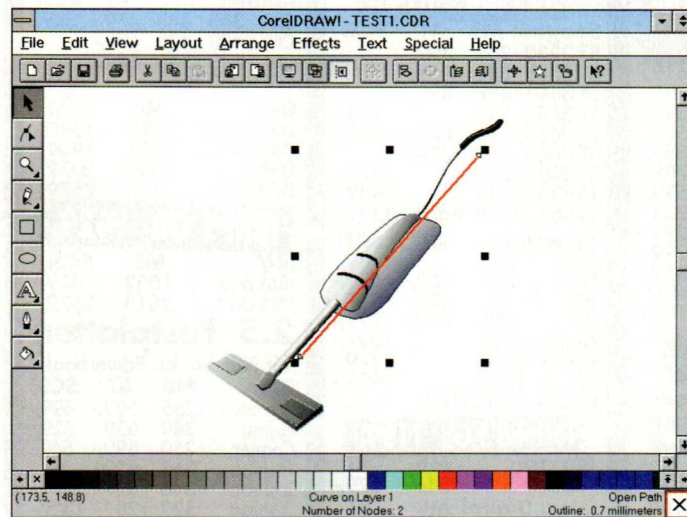 CorelDRAW! - TEST1.CDR
File Edit View Layout Arrange Effects Text Special Help
(173.5, 148.8)
Curve on Layer 1
Open Path
Number of Nodes: 2
Outline: 0.7 millimeters